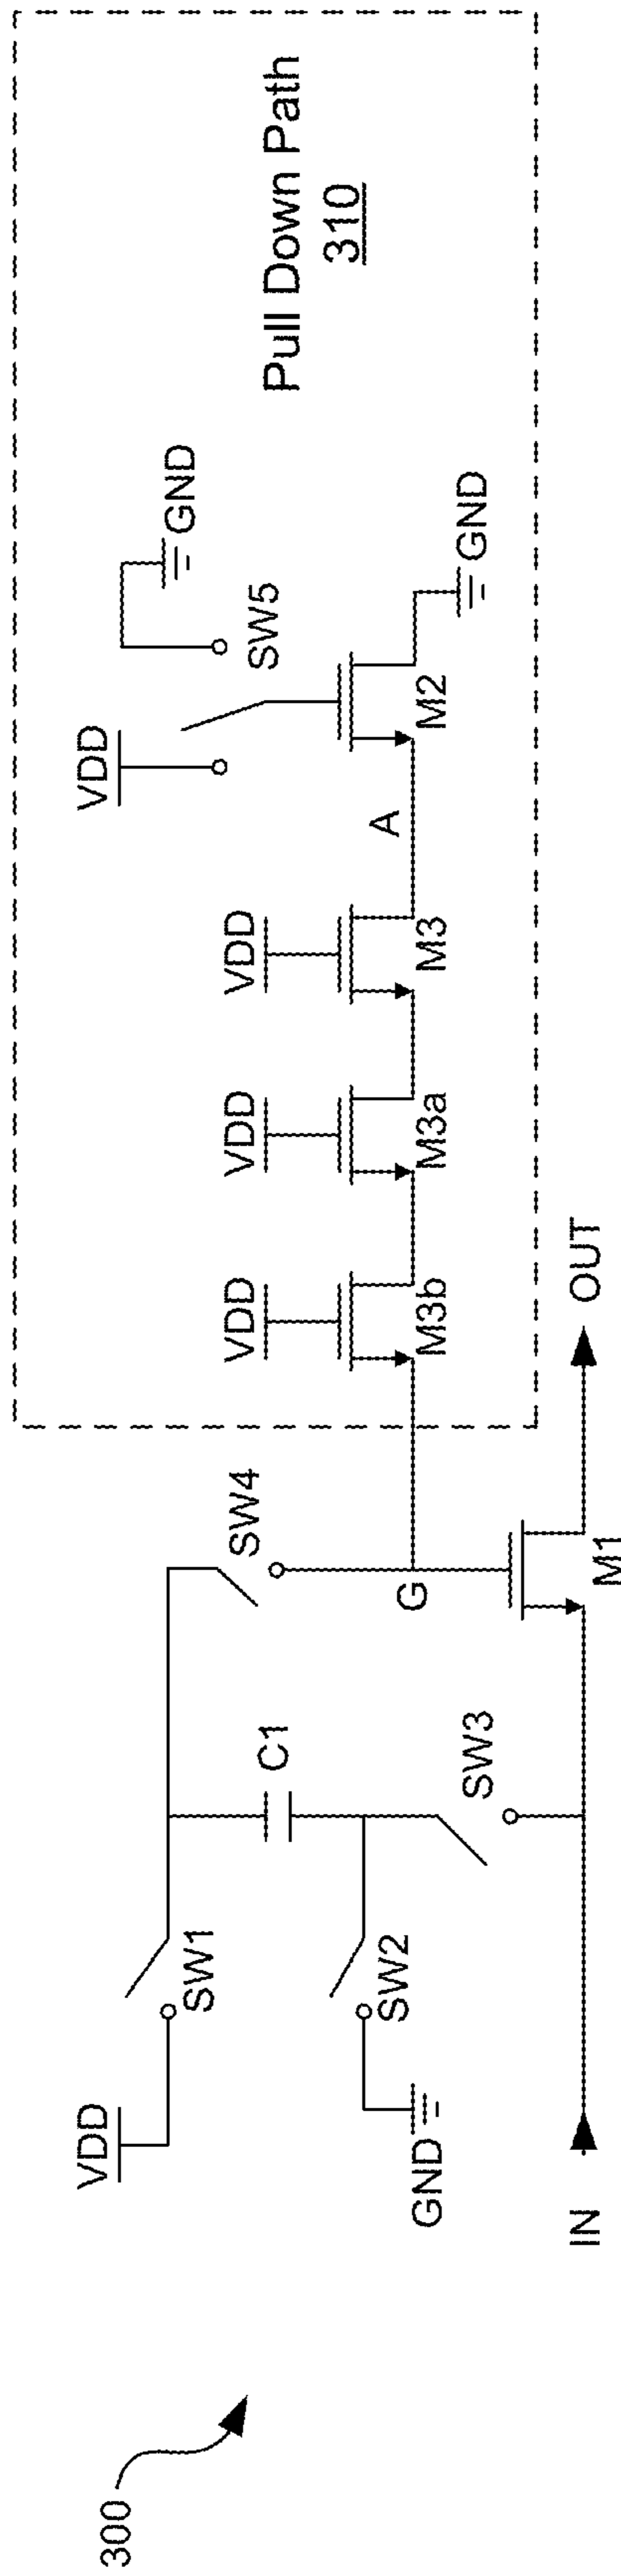 300
VDD
SW1
C1
SW4
VDD
VDD
VDD
VDD
GND
SW5
Pull Down Path
310
GND
SW2
SW3
G
M3b
M3a
M3
A
M2
GND
IN
M1
OUT